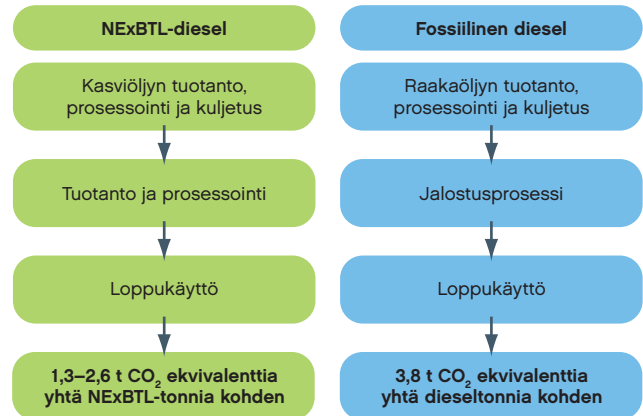 NExBTL-diesel
Kasviöljyn tuotanto,
prosessointi ja kuljetus
Tuotanto ja prosessointi
Loppukäyttö
1,3–2,6 t CO₂ ekvivalenttia
yhtä NExBTL-tonnia kohden
Fossiilinen diesel
Raakaöljyn tuotanto,
prosessointi ja kuljetus
Jalostusprosessi
Loppukäyttö
3,8 t CO₂ ekvivalenttia
yhtä dieseltonnia kohden